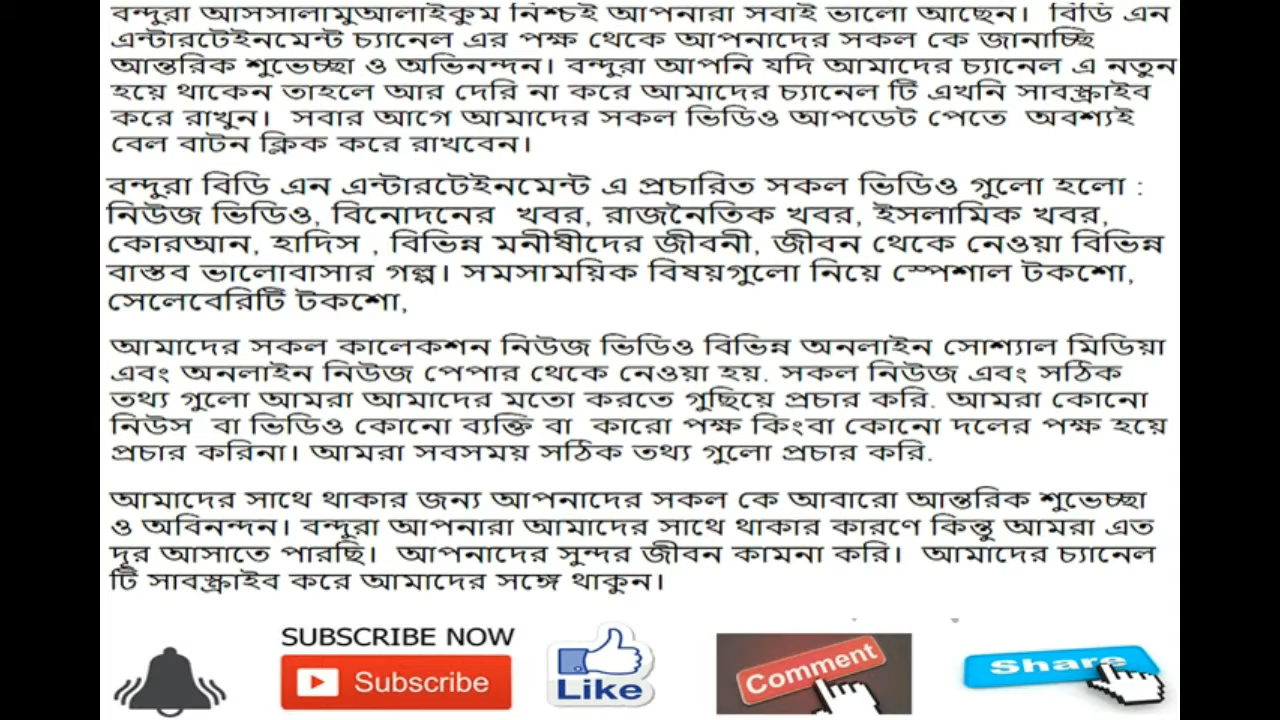 বন্দুরা আসসালামুআলাইকুম নিশ্চই আপনারা সবাই ভালো আছেন। বিডি এন
এন্টারটেইনমেন্ট চ্যানেল এর পক্ষ থেকে আপনাদের সকল কে জানাচ্ছি
আন্তরিক শুভেচ্ছা ও অভিনন্দন। বন্দুরা আপনি যদি আমাদের চ্যানেল এ নতুন
হয়ে থাকেন তাহলে আর দেরি না করে আমাদের চ্যানেল টি এখনি সাবস্ক্রাইব
করে রাখুন। সবার আগে আমাদের সকল ভিডিও আপডেট পেতে অবশ্যই
বেল বাটন ক্লিক করে রাখবেন।
বন্দুরা বিডি এন এন্টারটেইনমেন্ট এ প্রচারিত সকল ভিডিও গুলো হলো :
নিউজ ভিডিও, বিনোদনের খবর, রাজনৈতিক খবর, ইসলামিক খবর,
কোরআন, হাদিস , বিভিন্ন মনীষীদের জীবনী, জীবন থেকে নেওয়া বিভিন্ন
বাস্তব ভালোবাসার গল্প। সমসাময়িক বিষয়গুলো নিয়ে স্পেশাল টকশো,
সেলেবেরিটি টকশো,
আমাদের সকল কালেকশন নিউজ ভিডিও বিভিন্ন অনলাইন সোশ্যাল মিডিয়া
এবং অনলাইন নিউজ পেপার থেকে নেওয়া হয়. সকল নিউজ এবং সঠিক
তথ্য গুলো আমরা আমাদের মতো করতে গুছিয়ে প্রচার করি. আমরা কোনো
নিউস বা ভিডিও কোনো ব্যক্তি বা কারো পক্ষ কিংবা কোনো দলের পক্ষ হয়ে
প্রচার করিনা। আমরা সবসময় সঠিক তথ্য গুলো প্রচার করি.
আমাদের সাথে থাকার জন্য আপনাদের সকল কে আবারো আন্তরিক শুভেচ্ছা
ও অবিনন্দন। বন্দুরা আপনারা আমাদের সাথে থাকার কারণে কিন্তু আমরা এত
দূর আসাতে পারছি। আপনাদের সুন্দর জীবন কামনা করি। আমাদের চ্যানেল
টি সাবস্ক্রাইব করে আমাদের সঙ্গে থাকুন।
SUBSCRIBE NOW
Subscribe
Like
Comment
Share